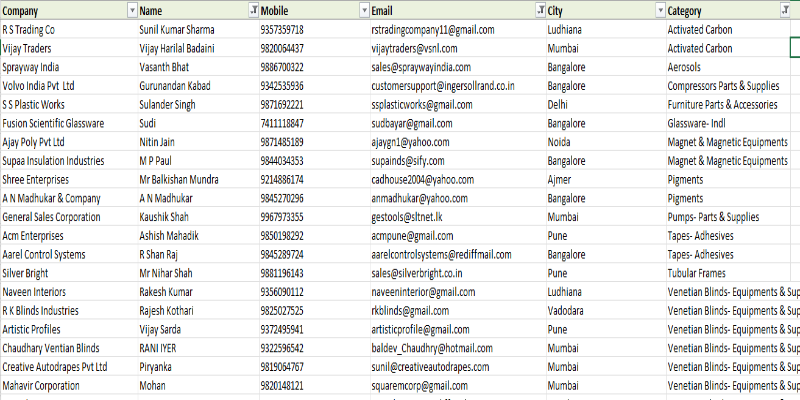 Company Name Mobile Email City Category
R S Trading Co Sunil Kumar Sharma 9357359718 rstradingcompany11@gmail.com Ludhiana Activated Carbon
Vijay Traders Vijay Harilal Badaini 9820064437 vijaytraders@vsnl.com Mumbai Activated Carbon
Sprayway India Vasanth Bhat 9886700322 sales@spraywayindia.com Bangalore Aerosols
Volvo India Pvt Ltd Gurunandan Kabad 9342535936 customersupport@ingersollrand.co.in Bangalore Compressors Parts & Supplies
S S Plastic Works Sulander Singh 9871692221 ssplasticworks@gmail.com Delhi Furniture Parts & Accessories
Fusion Scientific Glassware Sudi 7411118847 sudbayar@gmail.com Bangalore Glassware- Indl
Ajay Poly Pvt Ltd Nitin Jain 9871485189 ajaygn1@yahoo.com Noida Magnet & Magnetic Equipments
Supaa Insulation Industries M P Paul 9844034353 supainds@sify.com Bangalore Magnet & Magnetic Equipments
Shree Enterprises Mr Balkishan Mundra 9214886174 cadhouse2004@yahoo.com Ajmer Pigments
A N Madhukar & Company A N Madhukar 9845270296 anmadhukar@yahoo.com Bangalore Pigments
General Sales Corporation Kaushik Shah 9967973355 gestools@sltnet.lk Mumbai Pumps- Parts & Supplies
Acm Enterprises Ashish Mahadik 9850198292 acmpune@gmail.com Pune Tapes- Adhesives
Aarel Control Systems R Shan Raj 9845289724 aarelcontrolsystems@rediffmail.com Bangalore Tapes- Adhesives
Silver Bright Mr Nihar Shah 9881196143 sales@silverbright.co.in Pune Tubular Frames
Naveen Interiors Rakesh Kumar 9356090112 naveeninterior@gmail.com Ludhiana Venetian Blinds- Equipments & Sup
R K Blinds Industries Rajesh Kothari 9825027525 rkblinds@gmail.com Vadodara Venetian Blinds- Equipments & Sup
Artistic Profiles Vijay Sarda 9372495941 artisticprofile@gmail.com Pune Venetian Blinds- Equipments & Sup
Chaudhary Ventian Blinds RANI IYER 9322596542 baldev_Chaudhry@hotmail.com Mumbai Venetian Blinds- Equipments & Sup
Creative Autodrapes Pvt Ltd Piryanka 9819064767 sunil@creativeautodrapes.com Mumbai Venetian Blinds- Equipments & Sup
Mahavir Corporation Mohan 9820148121 squaremcorp@gmail.com Mumbai Venetian Blinds- Equipments & Sup